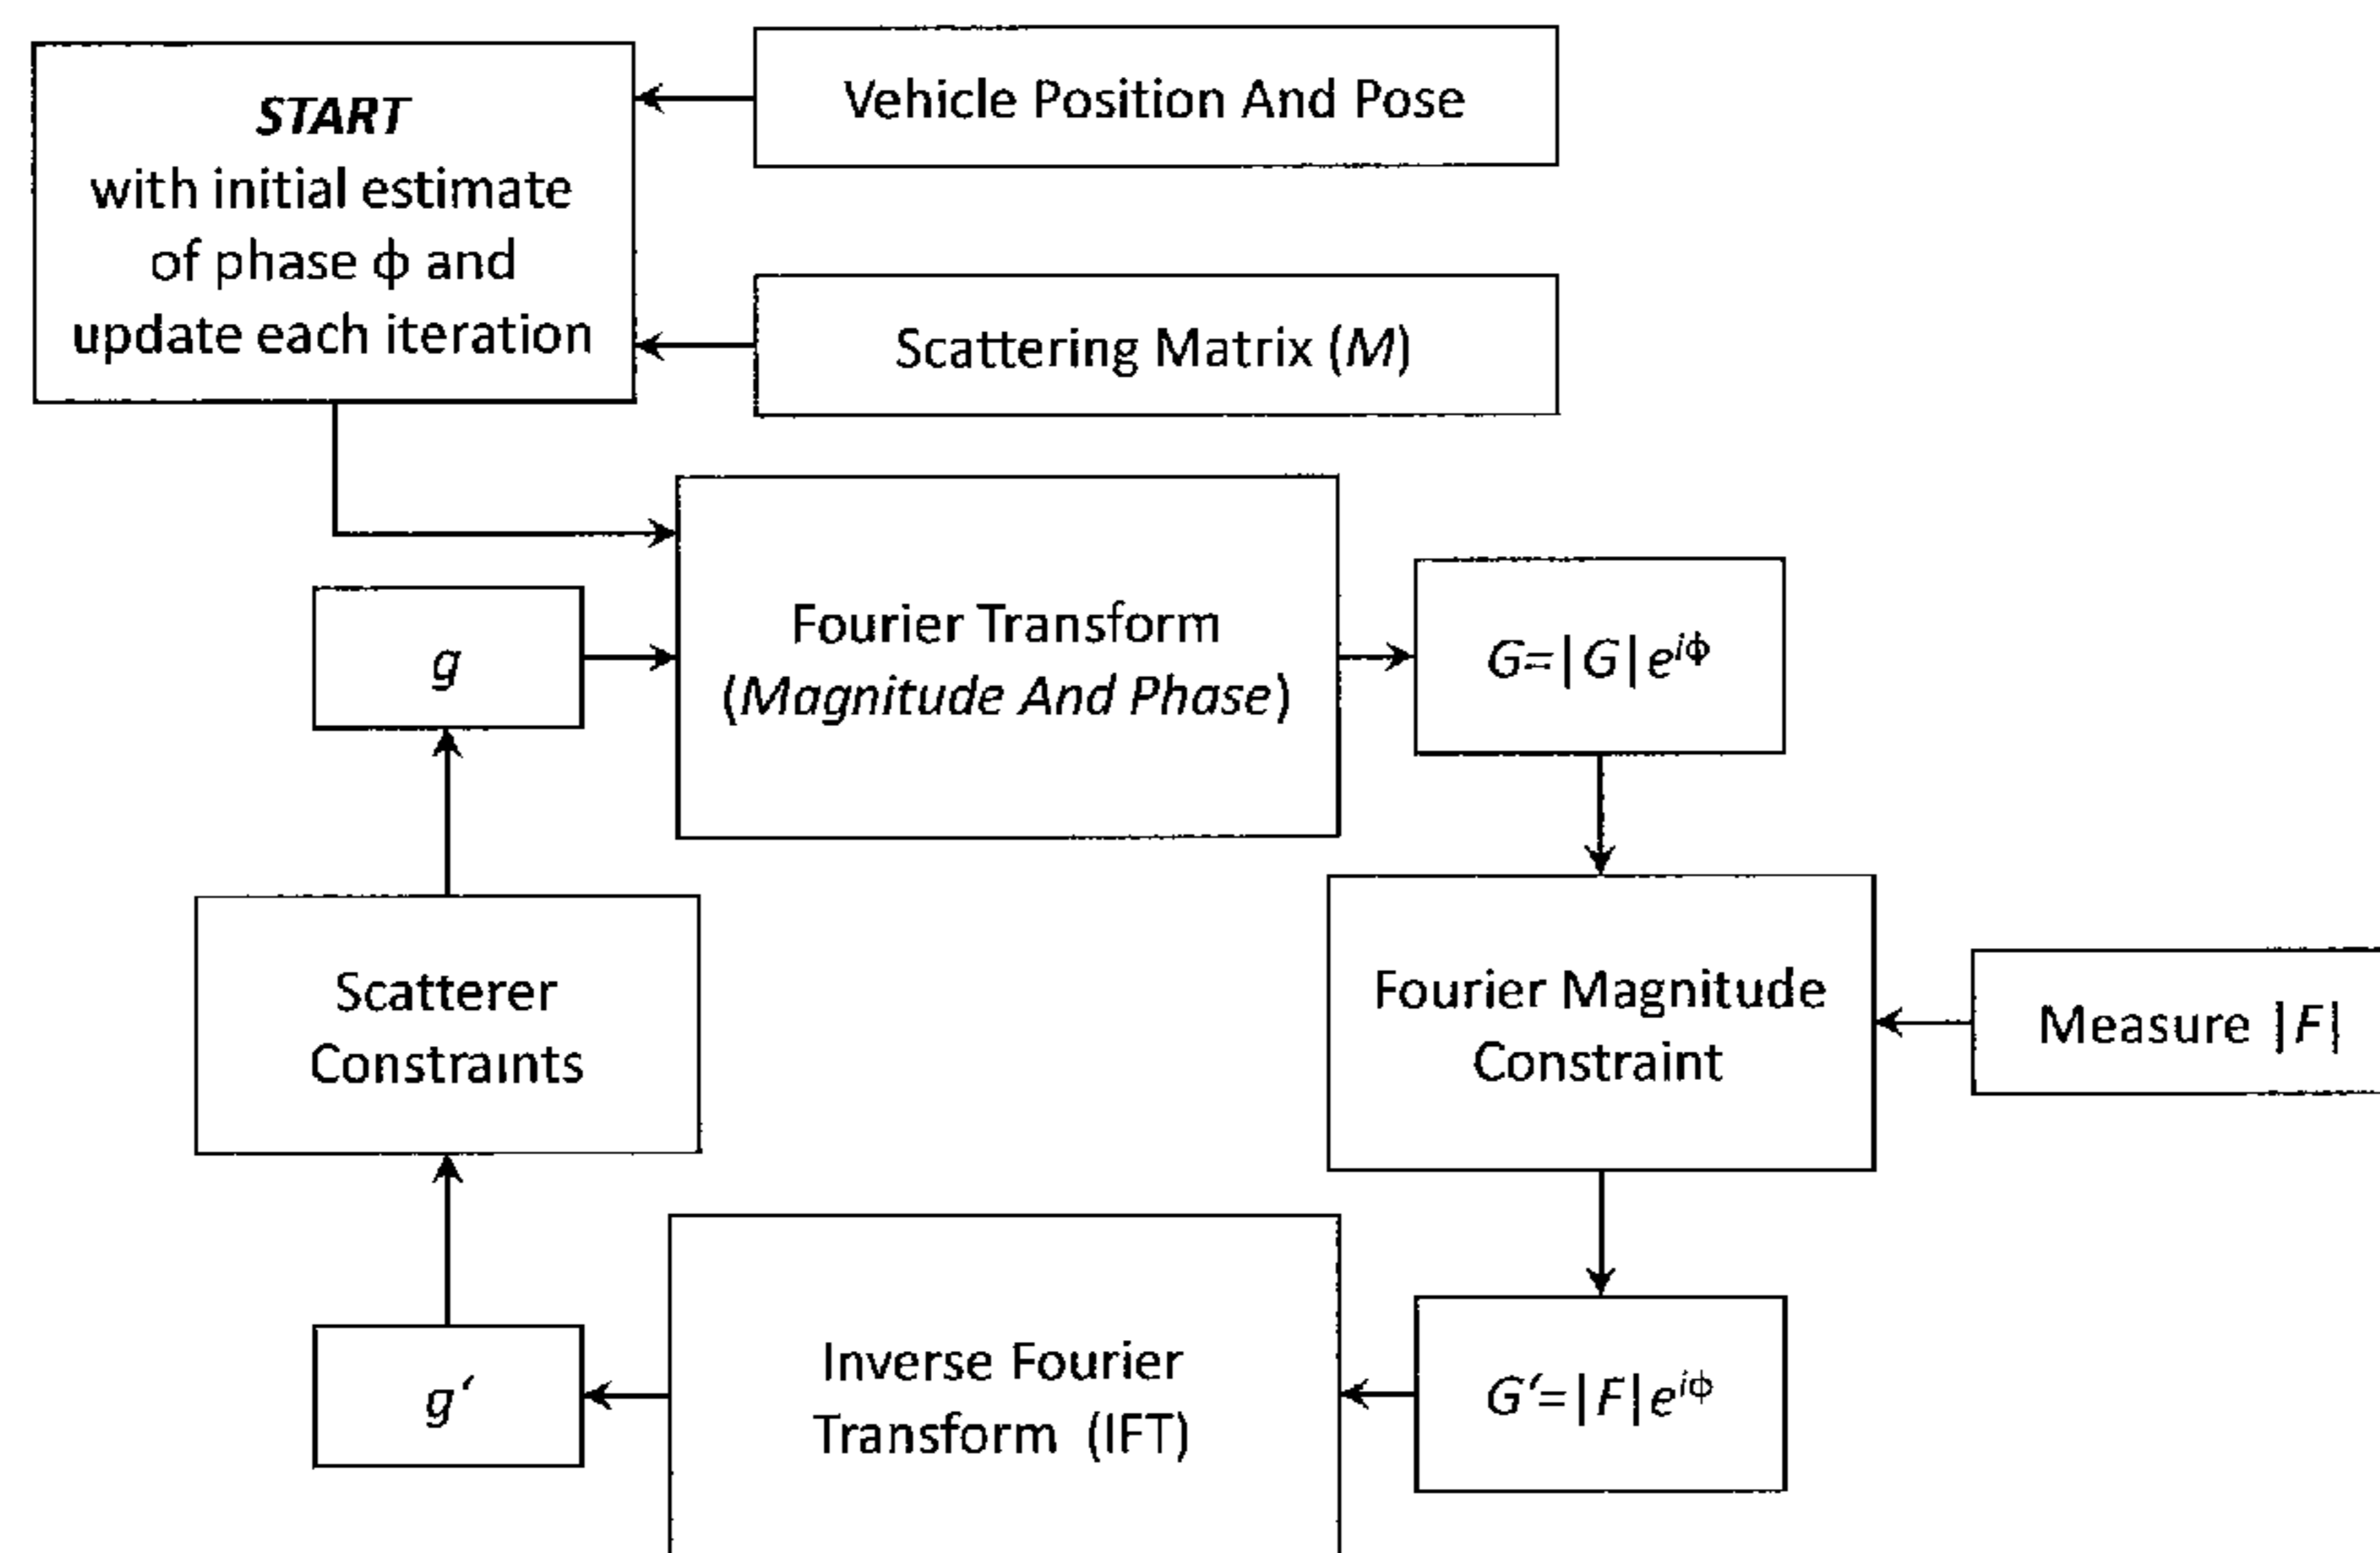 START
with initial estimate
of phase ϕ and
update each iteration
Vehicle Position And Pose
Scattering Matrix (M)
g
Fourier Transform
(Magnitude And Phase)
G=|G|e^{iϕ}
Scatterer
Constraints
Fourier Magnitude
Constraint
Measure |F|
g‘
Inverse Fourier
Transform (IFT)
G‘=|F|e^{iϕ}